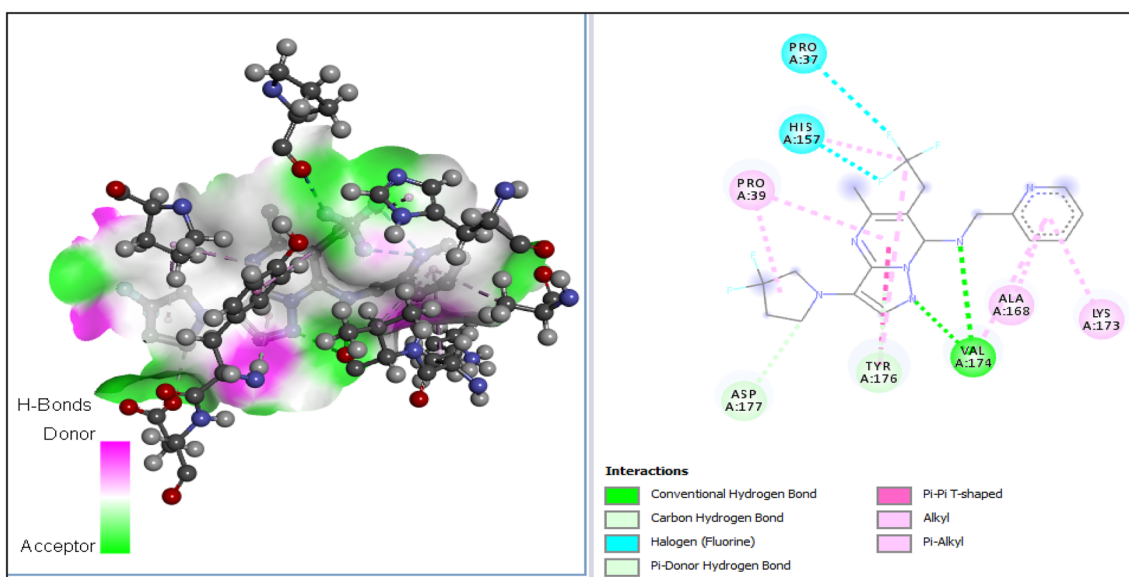 H-Bonds
Donor
Acceptor
PRO
A:37
HIS
A:157
PRO
A:39
ALA
A:168
LYS
A:173
VAL
A:174
TYR
A:176
ASP
A:177
F
F
F
N
N
N
N
N
N
F
F
Interactions
Conventional Hydrogen Bond
Carbon Hydrogen Bond
Halogen (Fluorine)
Pi-Donor Hydrogen Bond
Pi-Pi T-shaped
Alkyl
Pi-Alkyl